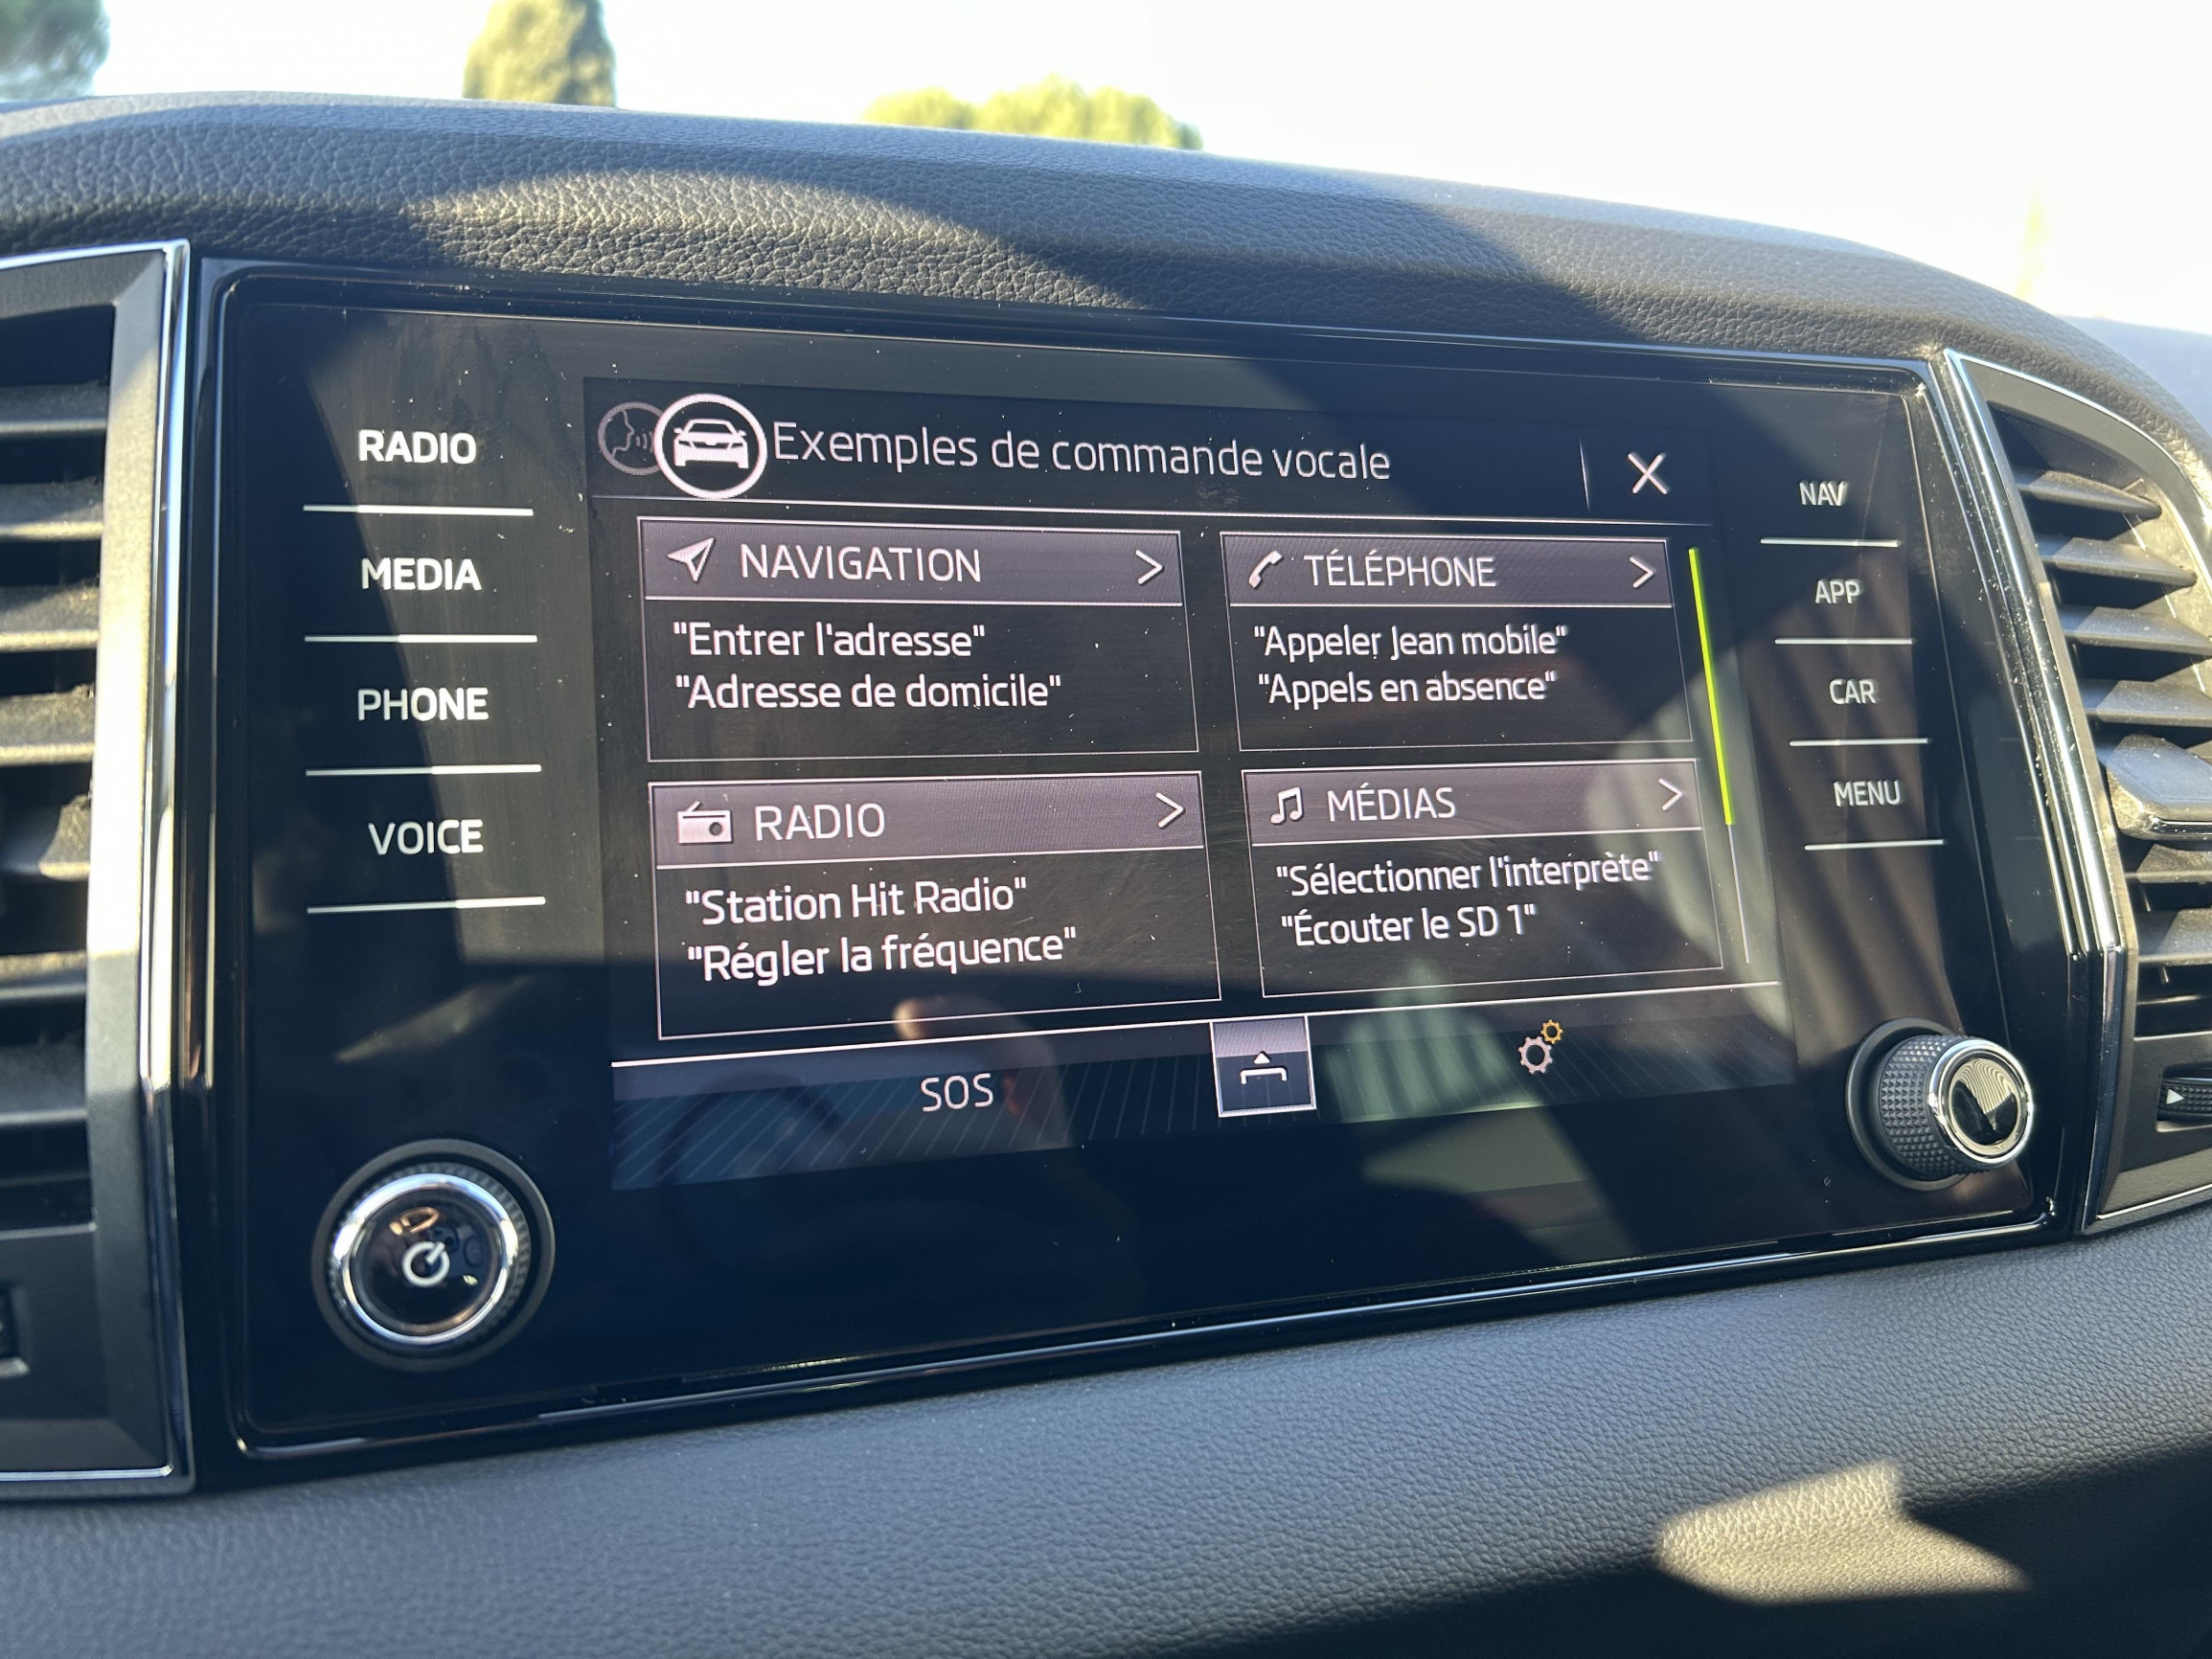 RADIO
MEDIA
PHONE
VOICE
Exemples de commande vocale
NAVIGATION
"Entrer l'adresse"
"Adresse de domicile"
TÉLÉPHONE
"Appeler Jean mobile"
"Appels en absence"
RADIO
"Station Hit Radio"
"Régler la fréquence"
MÉDIAS
"Sélectionner l'interprète"
"Écouter le SD 1"
SOS
NAV
APP
CAR
MENU